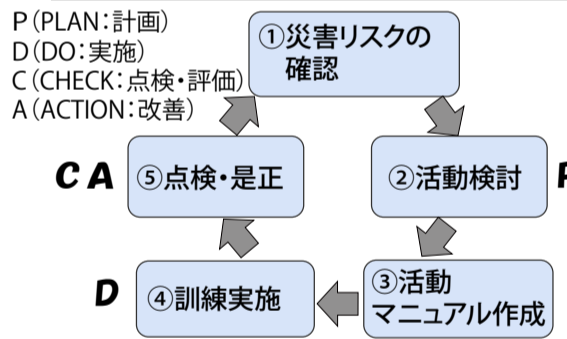 P(PLAN:計画)
D(DO:実施)
C(CHECK:点検・評価)
A(ACTION:改善)
①災害リスクの
確認
C A
⑤点検・是正
②活動検討
D
④訓練実施
③活動
マニュアル作成